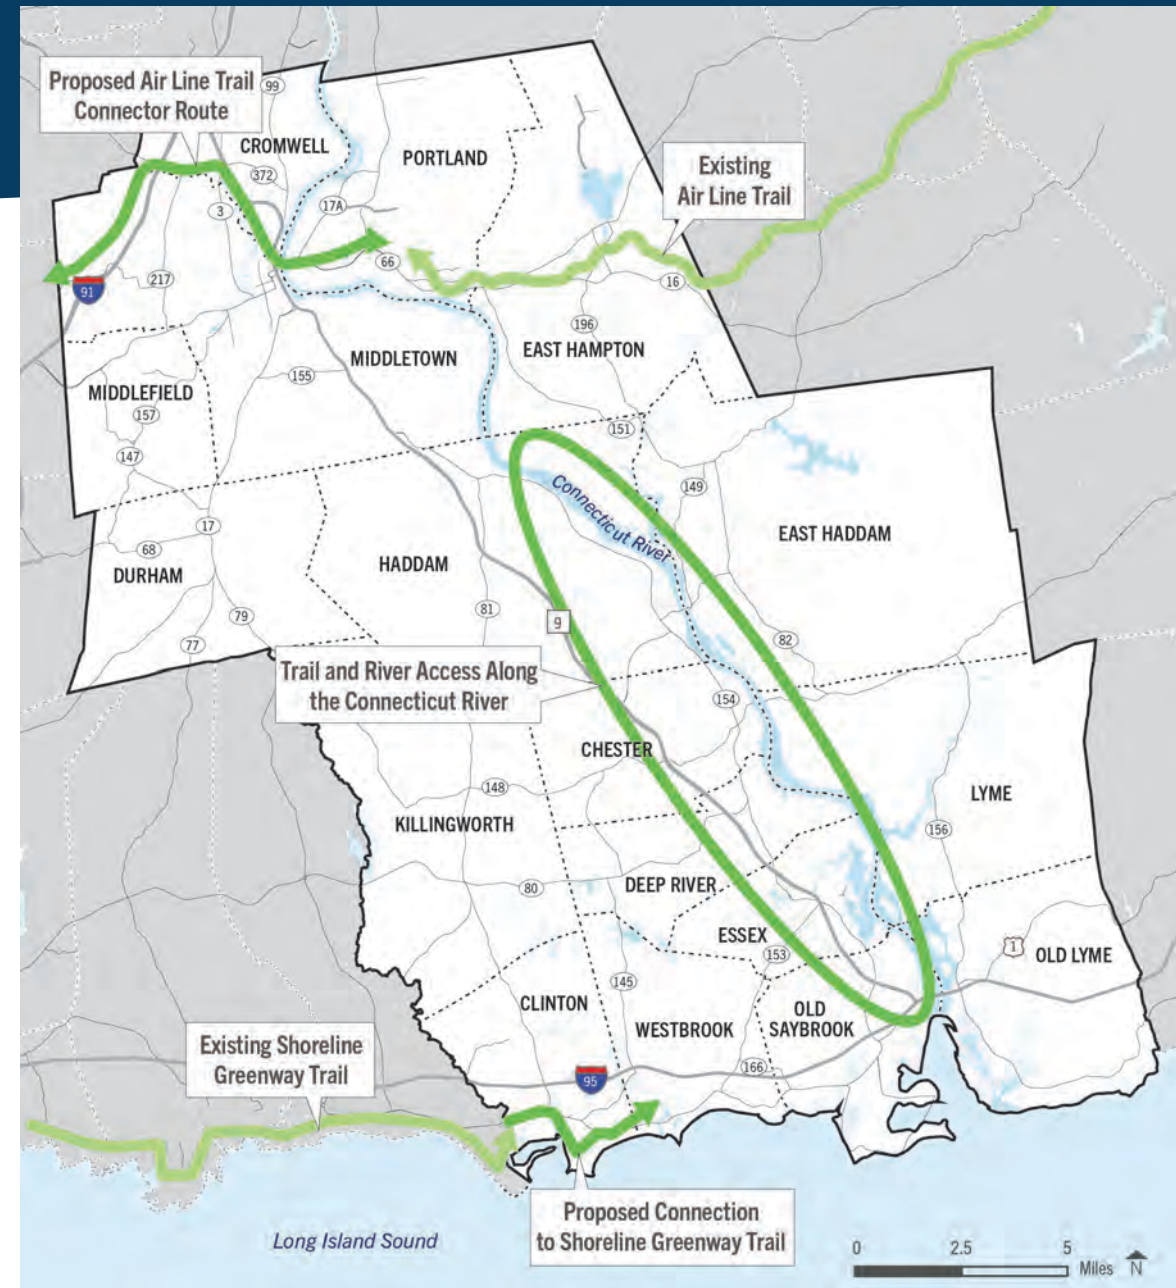 Proposed Air Line Trail
Connector Route
99
CROMWELL
PORTLAND
372
Existing
Air Line Trail
3
17A
66
16
217
91
196
MIDDLETOWN
EAST HAMPTON
155
MIDDLEFIELD
157
151
147
149
Connecticut River
17
EAST HADDAM
68
HADDAM
DURHAM
81
79
9
82
77
Trail and River Access Along
the Connecticut River
154
CHESTER
148
LYME
KILLINGWORTH
156
80
DEEP RIVER
ESSEX
153
1
OLD LYME
145
CLINTON
WESTBROOK
OLD
SAYBROOK
Existing Shoreline
Greenway Trail
166
95
Proposed Connection
to Shoreline Greenway Trail
Long Island Sound
0 2.5 5
Miles N